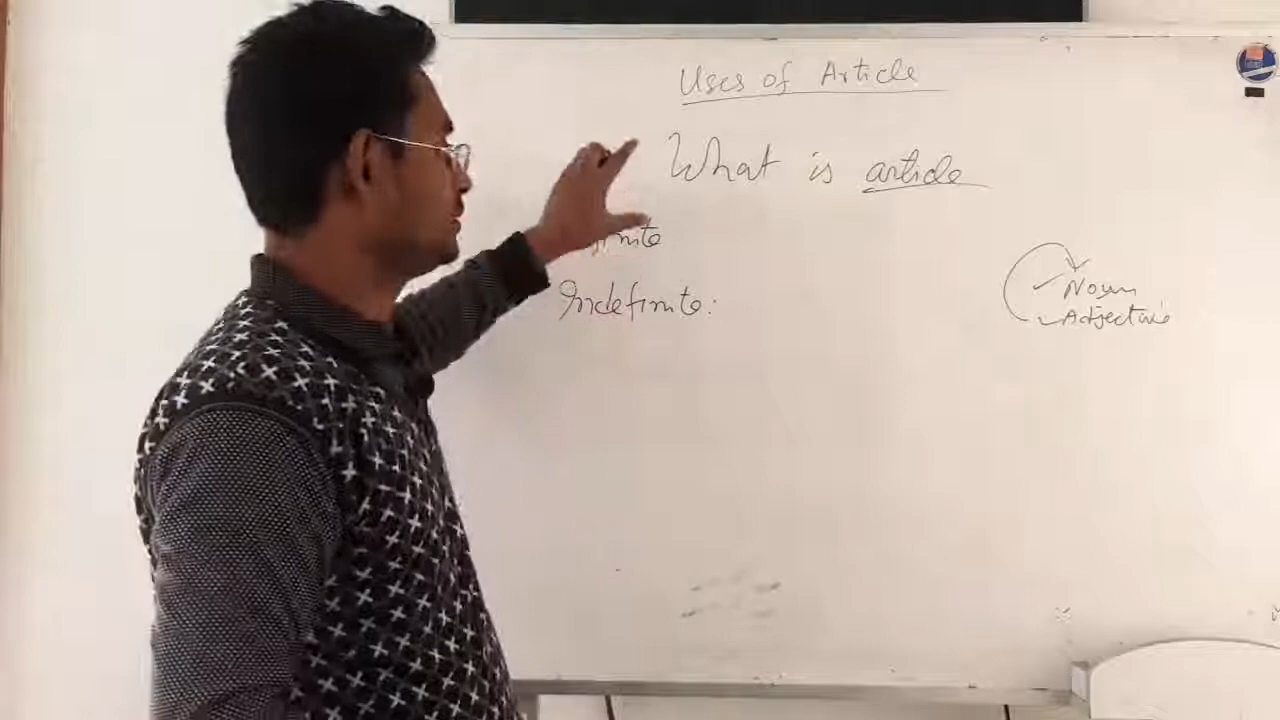 Uses of Article
What is article
Indefinite:
Noun
Adjective